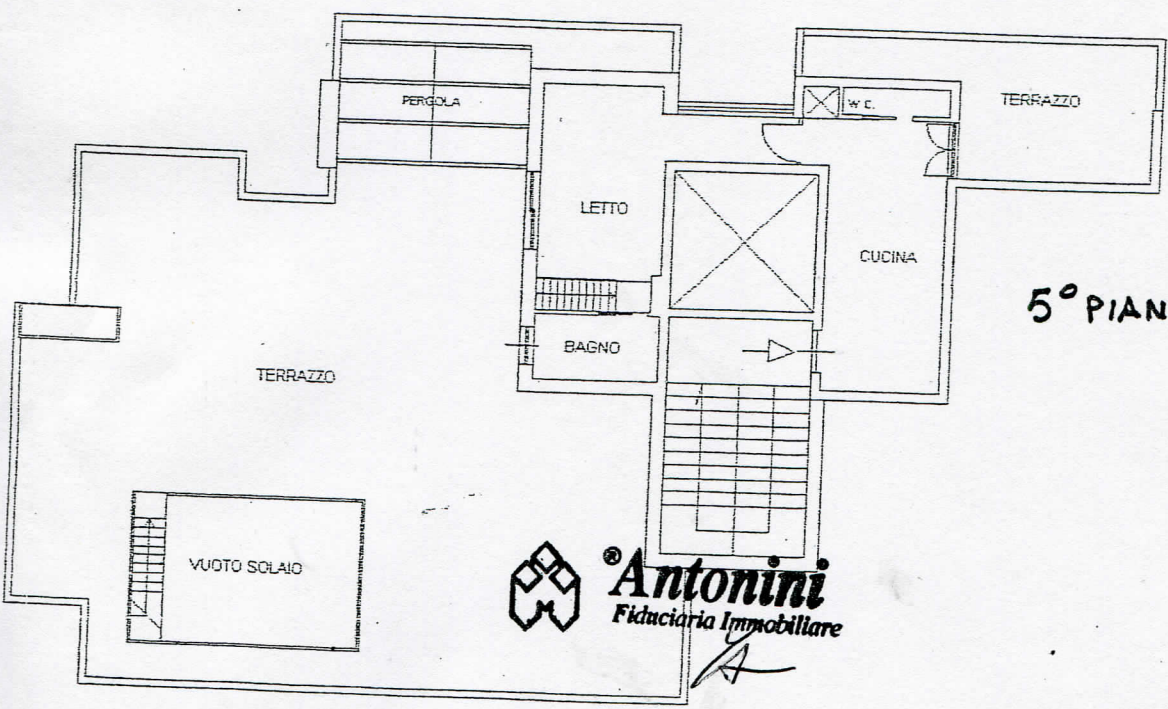 PERGOLA
W C.
TERRAZZO
LETTO
CUCINA
5° PIAN
BAGNO
TERRAZZO
VUOTO SOLAIO
®Antonini
Fiduciaria Immobiliare